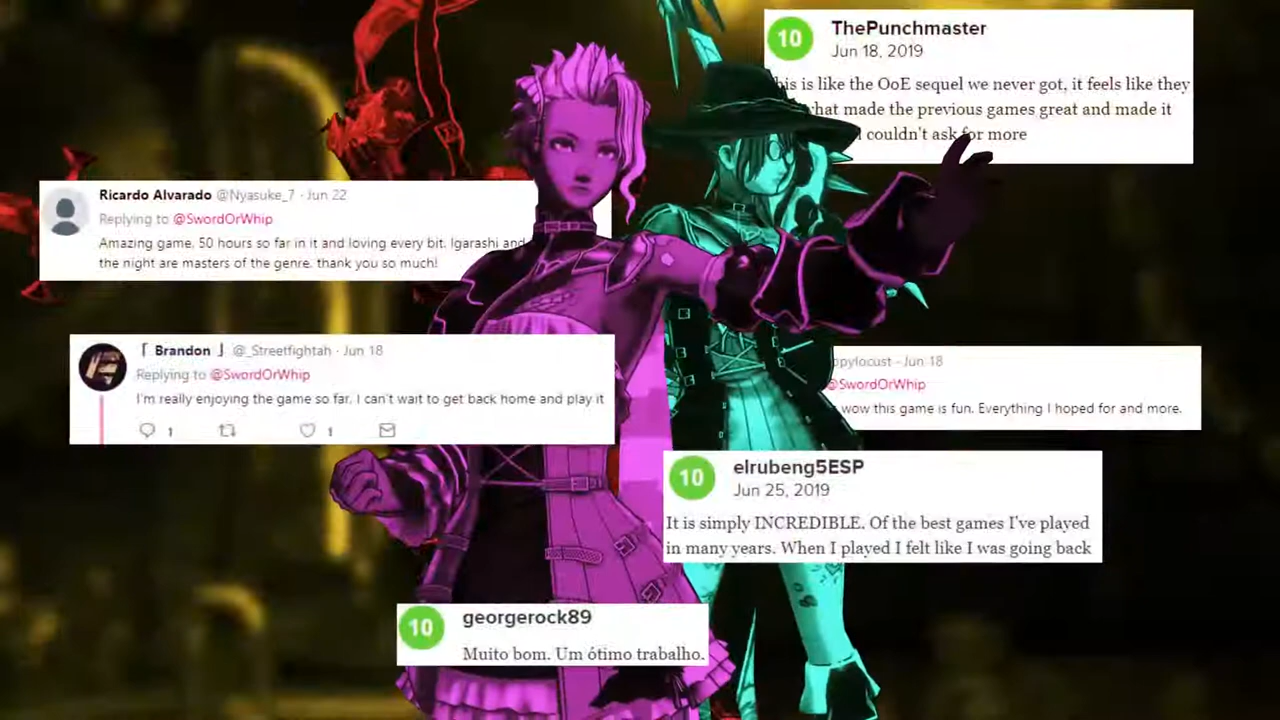 10
ThePunchmaster
Jun 18, 2019
his is like the OoE sequel we never got, it feels like they
what made the previous games great and made it
couldn't ask for more
Ricardo Alvarado @Nyasuke_7 · Jun 22
Replying to @SwordOrWhip
Amazing game. 50 hours so far in it and loving every bit. Igarashi and
the night are masters of the genre. thank you so much!
「 Brandon 」 @_Streetfightah · Jun 18
Replying to @SwordOrWhip
I'm really enjoying the game so far, I can't wait to get back home and play it
1 1
ppylocust · Jun 18
@SwordOrWhip
wow this game is fun. Everything I hoped for and more.
10
elrubeng5ESP
Jun 25, 2019
It is simply INCREDIBLE. Of the best games I've played
in many years. When I played I felt like I was going back
10
georgerock89
Muito bom. Um ótimo trabalho.